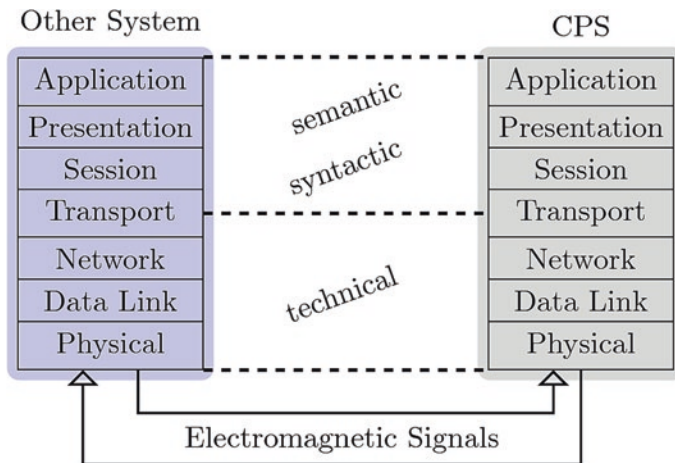 Other System
CPS
Application
semantic
Application
Presentation
Presentation
Session
syntactic
Session
Transport
Transport
Network
technical
Network
Data Link
Data Link
Physical
Physical
Electromagnetic Signals